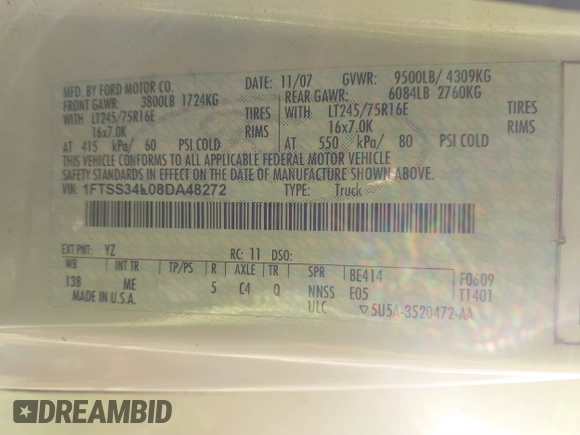 MFD. BY FORD MOTOR CO.
DATE: 11/07 GVWR: 9500LB/ 4309KG
FRONT GAWR: 3800LB 1724KG
REAR GAWR: 6084LB 2760KG
WITH LT245/75R16E TIRES
WITH LT245/75R16E TIRES
16x7.0K RIMS
16x7.0K RIMS
AT 415 kPa/ 60 PSI COLD
AT 550 kPa/ 80 PSI COLD
THIS VEHICLE CONFORMS TO ALL APPLICABLE FEDERAL MOTOR VEHICLE
SAFETY STANDARDS IN EFFECT ON THE DATE OF MANUFACTURE SHOWN ABOVE.
VIN: 1FTSS34L08DA48272 TYPE: Truck
EXT PNT: YZ RC: 11 DSO:
WB INT TR TP/PS R AXLE TR SPR 8E414 F0609
138 ME 5 C4 Q NNSS E05 T1401
MADE IN U.S.A. ULC ▽5U5A-3520472-AA
DREAMBID